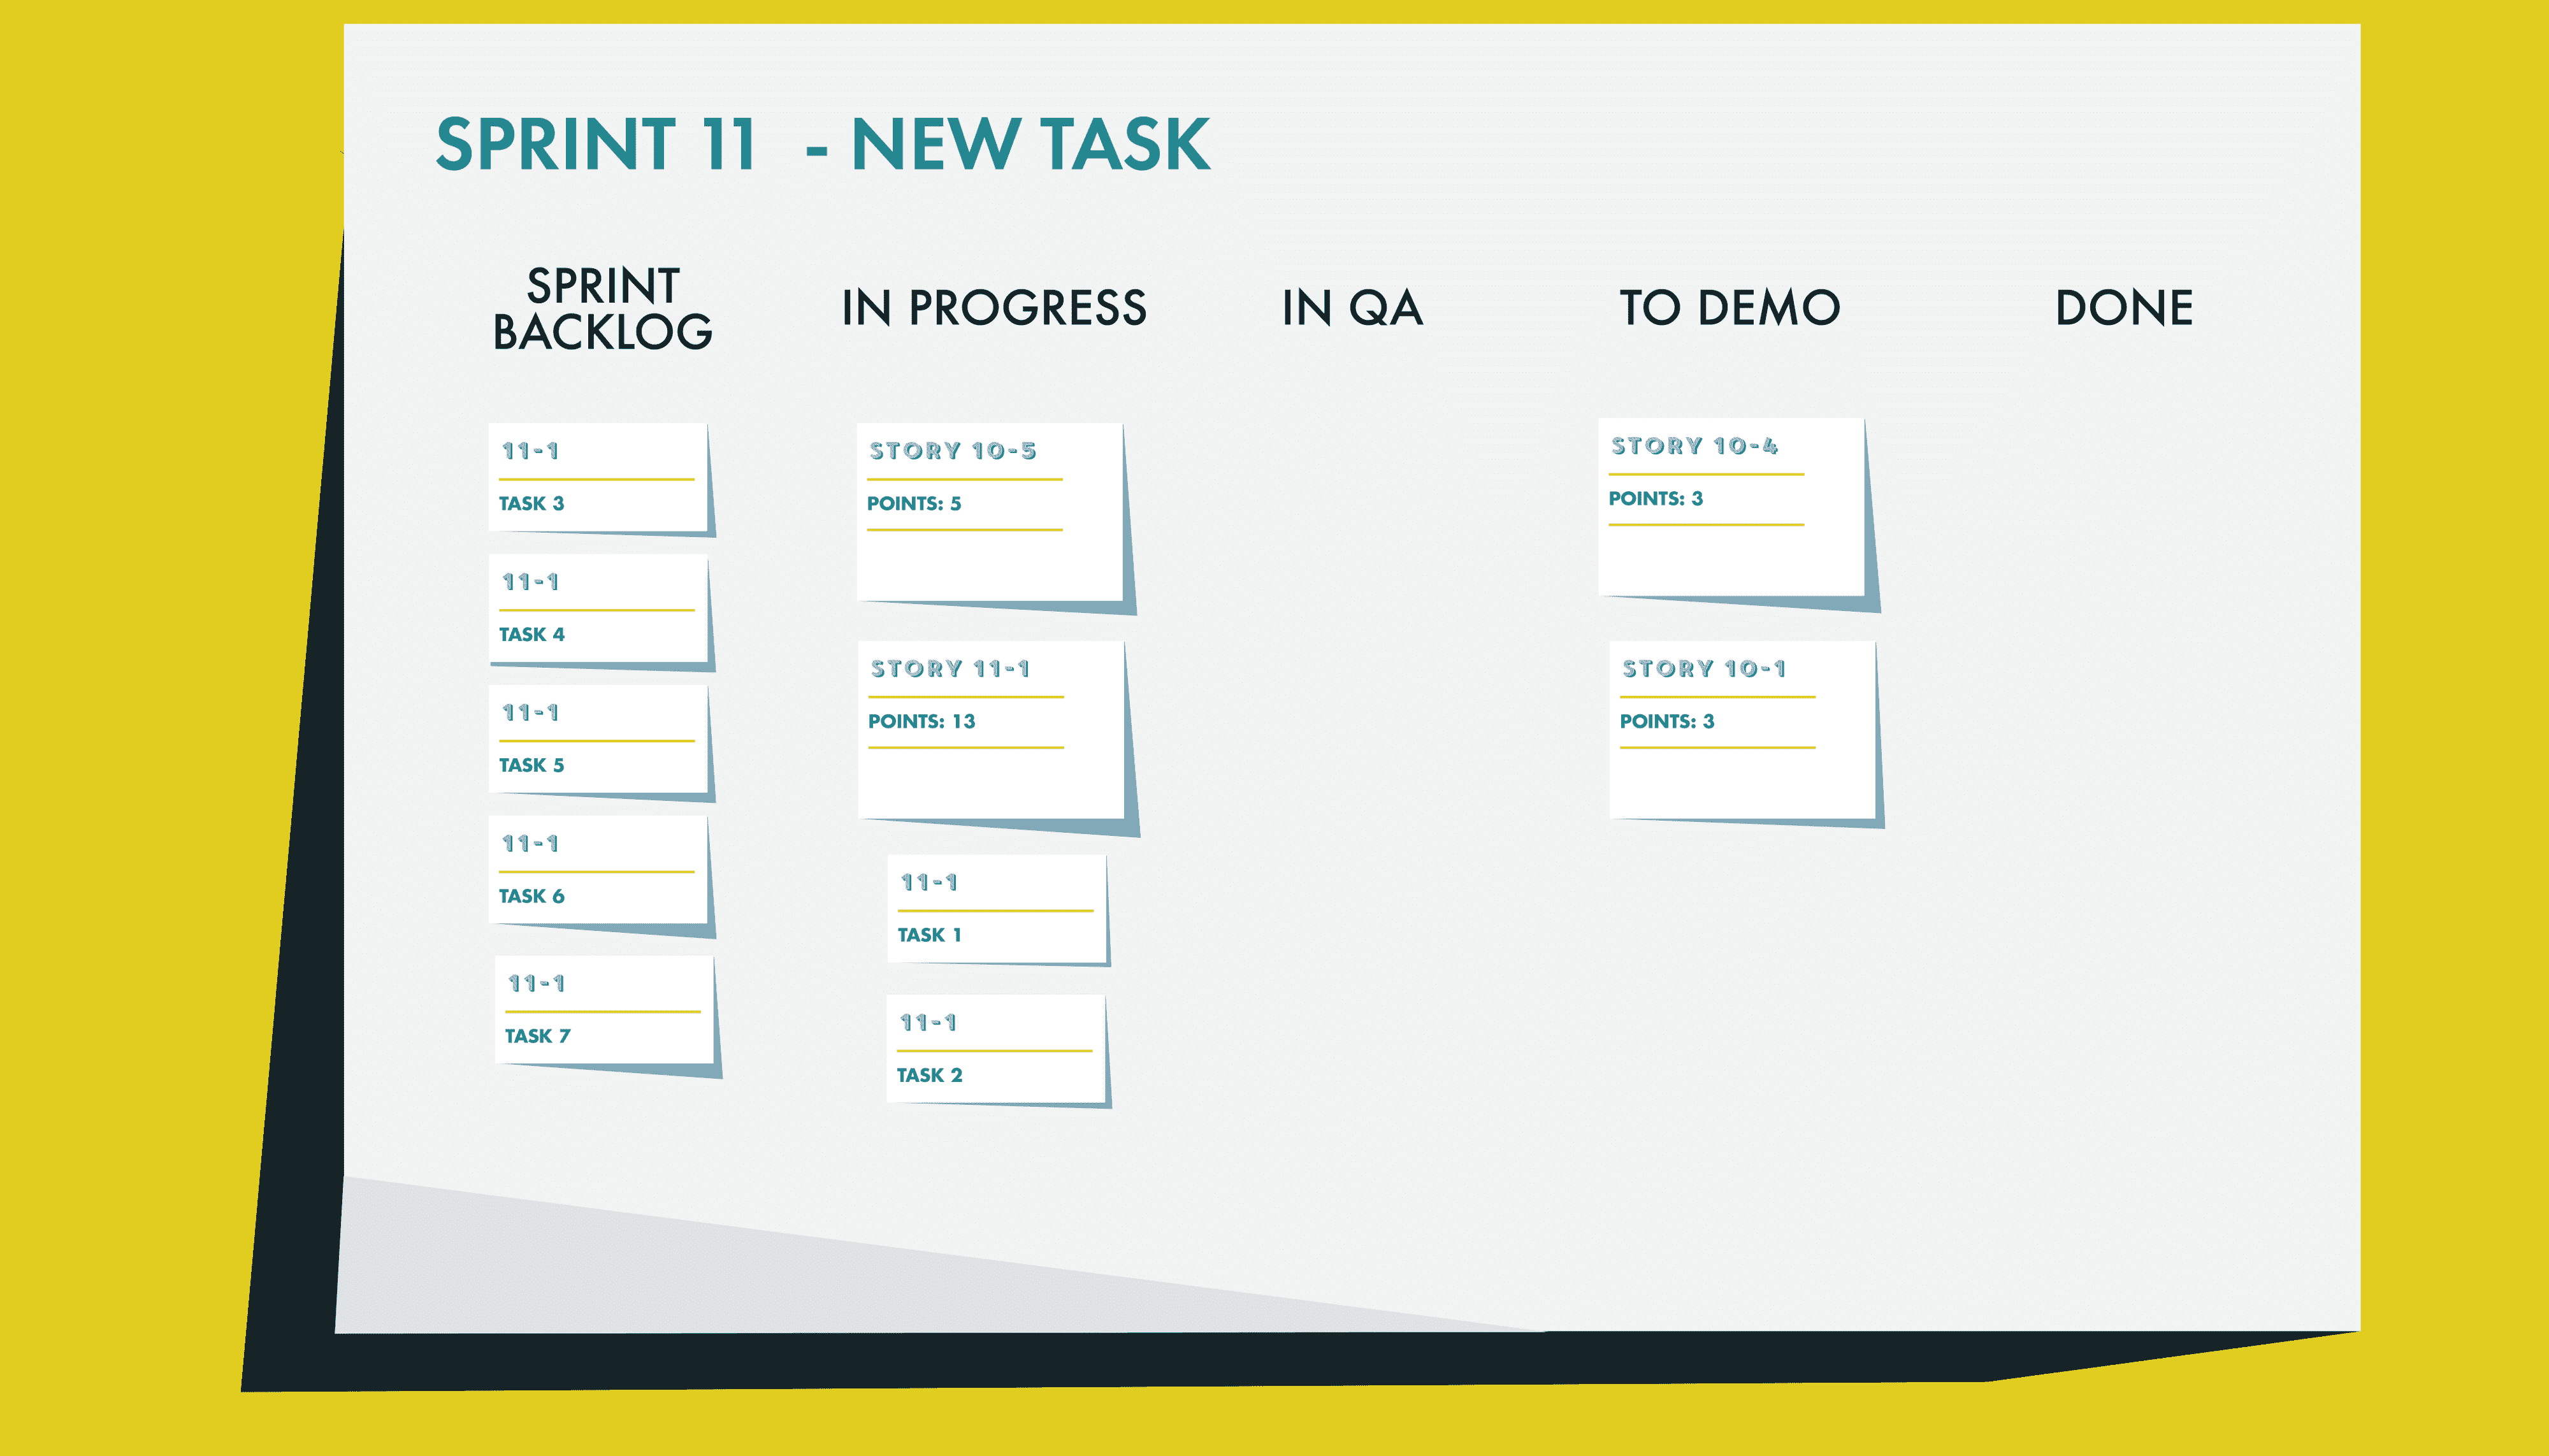 SPRINT 11 - NEW TASK
SPRINT
BACKLOG
IN PROGRESS
IN QA
TO DEMO
DONE
11-1
TASK 3
11-1
TASK 4
11-1
TASK 5
11-1
TASK 6
11-1
TASK 7
STORY 10-5
POINTS: 5
STORY 11-1
POINTS: 13
11-1
TASK 1
11-1
TASK 2
STORY 10-4
POINTS: 3
STORY 10-1
POINTS: 3